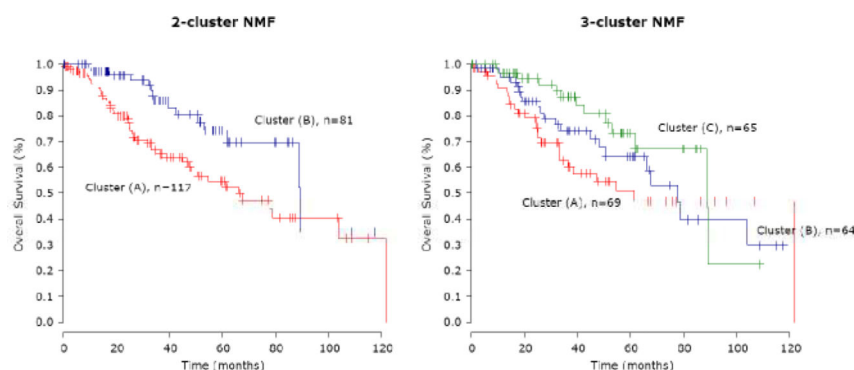 2-cluster NMF
Overall Survival (%)
1.0
0.9
0.8
0.7
0.6
0.5
0.4
0.3
0.2
0.1
0.0
Cluster (B), n=81
Cluster (A), n=117
0 20 40 60 80 100 120
Time (months)
3-cluster NMF
Overall Survival (%)
1.0
0.9
0.8
0.7
0.6
0.5
0.4
0.3
0.2
0.1
0.0
Cluster (C), n=65
Cluster (A), n=69
Cluster (B), n=64
0 20 40 60 80 100 120
Time (months)